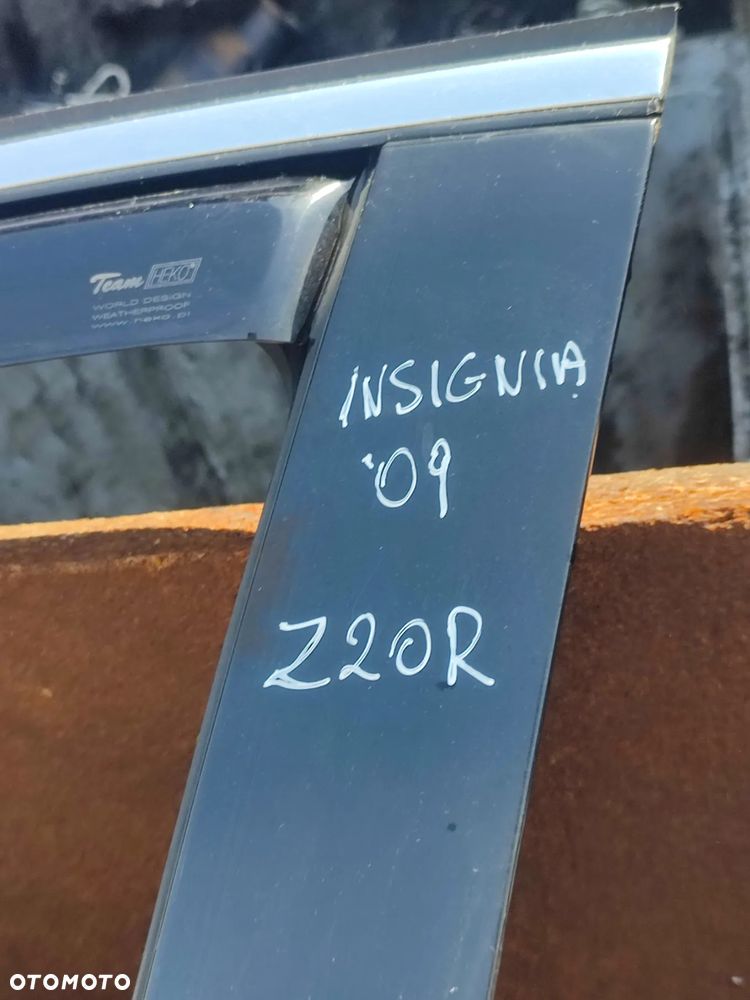 Team HEKO
WORLD DESIGN
WEATHERPROOF
www.heko.pl
INSIGNIA
'09
Z20R
OTOMOTO